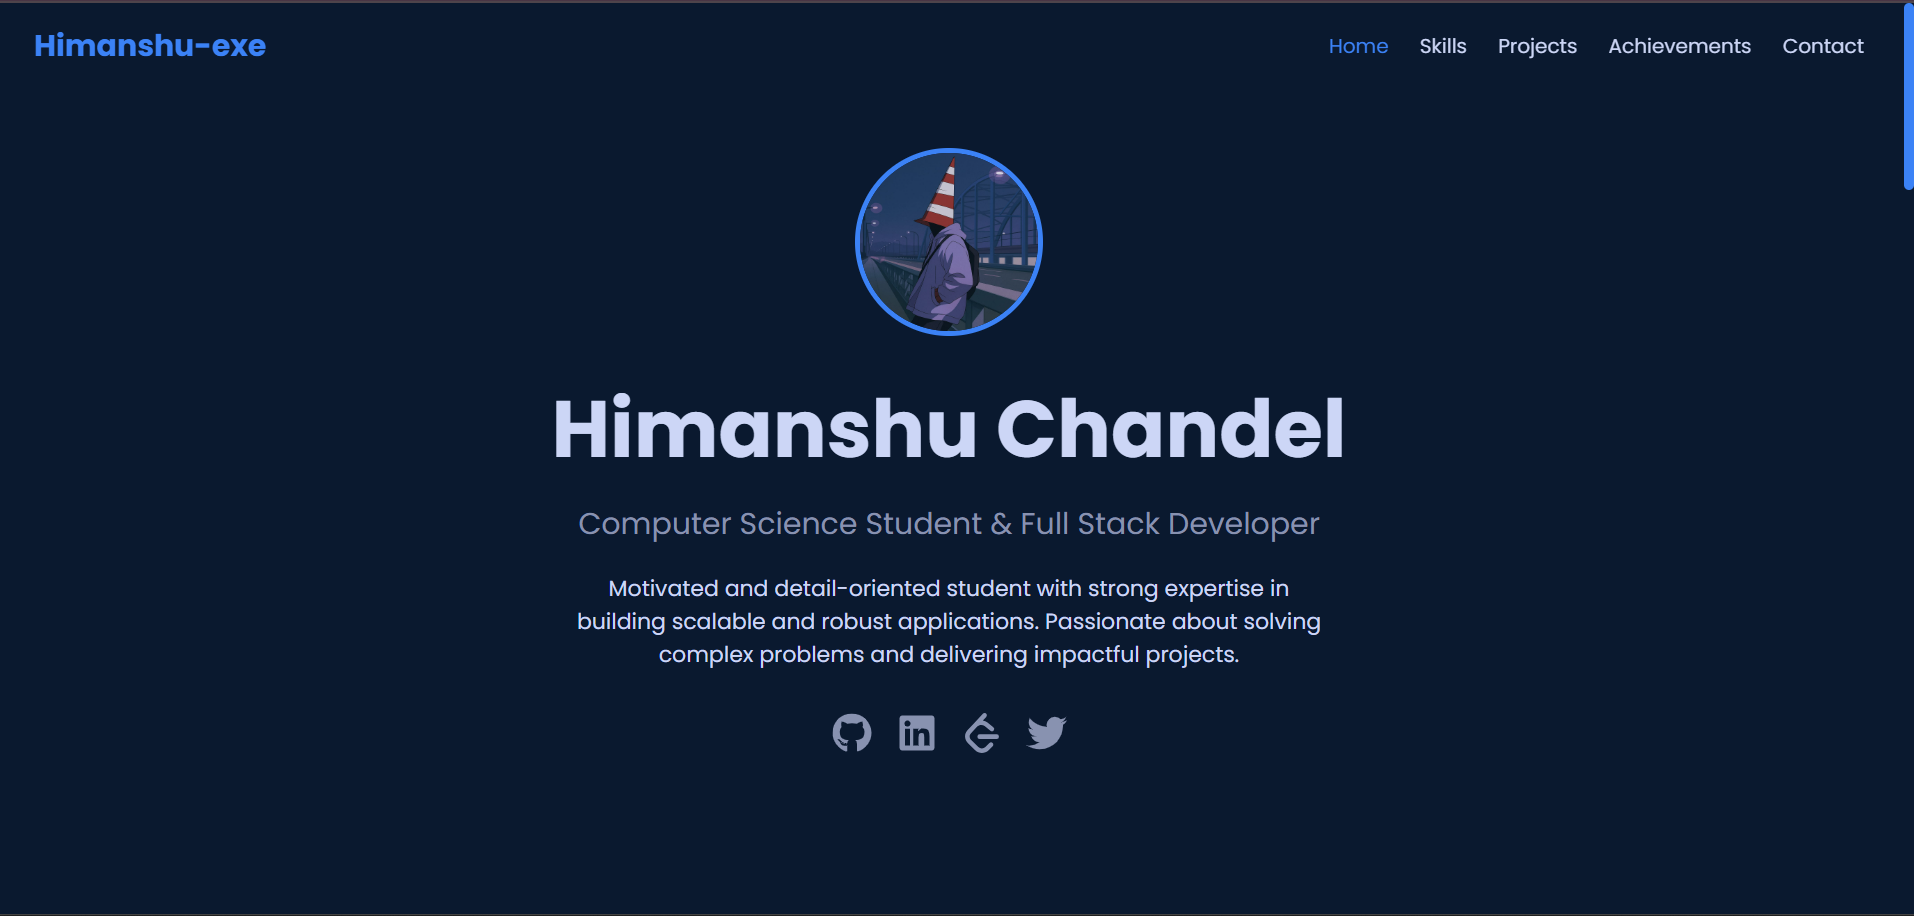 Himanshu-exe
Home Skills Projects Achievements Contact
Himanshu Chandel
Computer Science Student & Full Stack Developer
Motivated and detail-oriented student with strong expertise in
building scalable and robust applications. Passionate about solving
complex problems and delivering impactful projects.
in